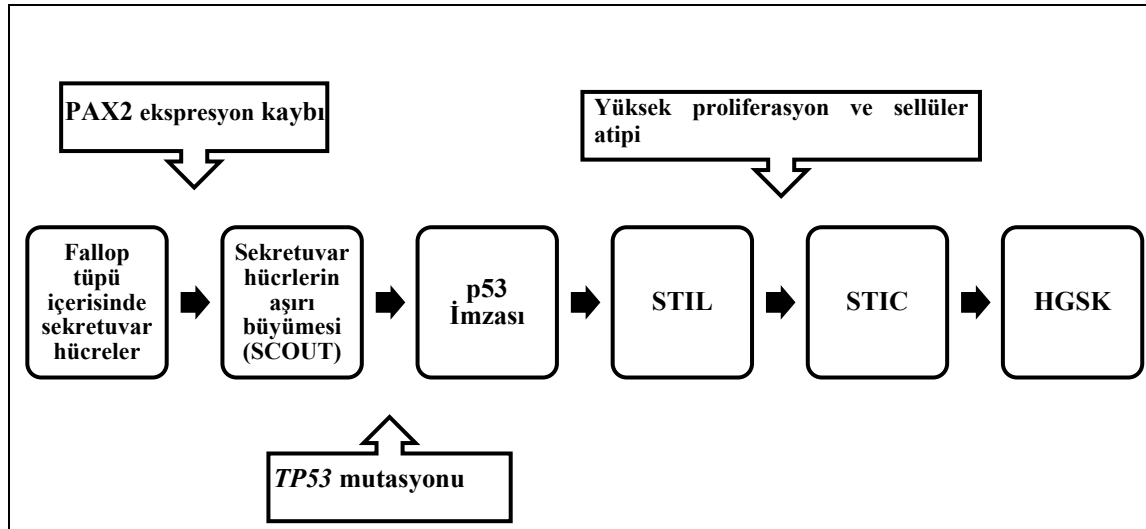 PAX2 ekspresyon kaybı
Yüksek proliferasyon ve sellüler
atipi
Fallop
tüpü
içerisinde
sekretuvar
hücreler
Sekretuvar
hücrlerin
aşırı
büyümesi
(SCOUT)
p53
İmzası
STIL
STIC
HGSK
TP53 mutasyonu